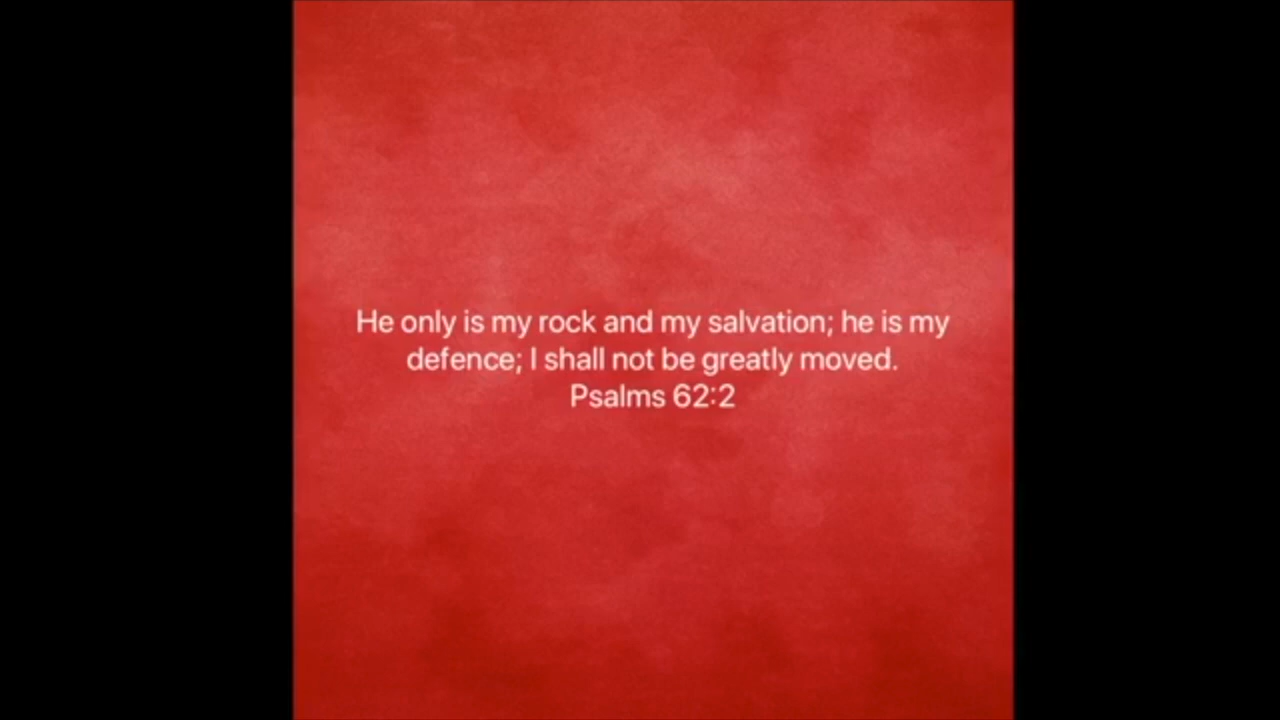 He only is my rock and my salvation; he is my
defence; I shall not be greatly moved.
Psalms 62:2